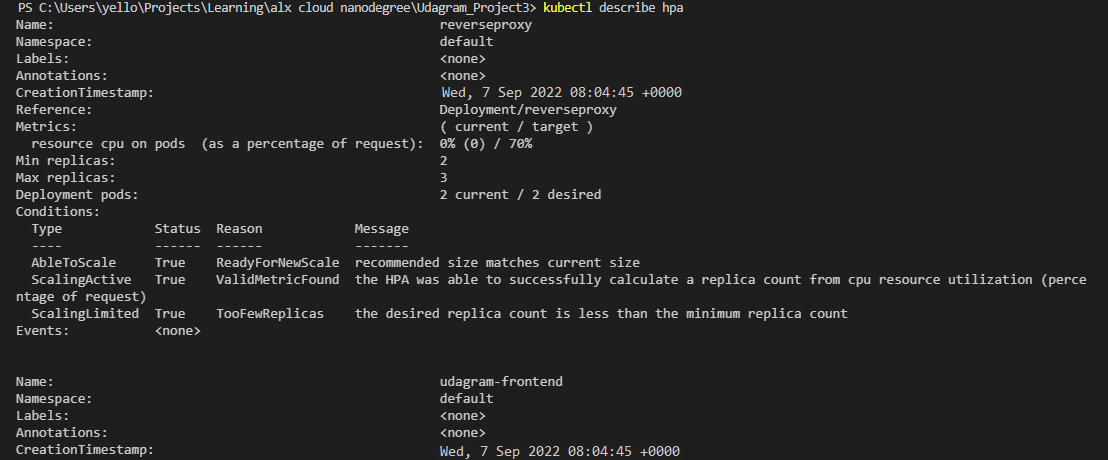 PS C:\Users\yello\Projects\Learning\alx cloud nanodegree\Udagram_Project3> kubectl describe hpa
Name:                                                  reverseproxy
Namespace:                                             default
Labels:                                                <none>
Annotations:                                           <none>
CreationTimestamp:                                     Wed, 7 Sep 2022 08:04:45 +0000
Reference:                                             Deployment/reverseproxy
Metrics:                                               ( current / target )
  resource cpu on pods  (as a percentage of request):  0% (0) / 70%
Min replicas:                                          2
Max replicas:                                          3
Deployment pods:                                       2 current / 2 desired
Conditions:
  Type            Status  Reason            Message
  ----            ------  ------            -------
  AbleToScale     True    ReadyForNewScale  recommended size matches current size
  ScalingActive   True    ValidMetricFound  the HPA was able to successfully calculate a replica count from cpu resource utilization (perce
ntage of request)
  ScalingLimited  True    TooFewReplicas    the desired replica count is less than the minimum replica count
Events:           <none>
Name:                                                  udagram-frontend
Namespace:                                             default
Labels:                                                <none>
Annotations:                                           <none>
CreationTimestamp:                                     Wed, 7 Sep 2022 08:04:45 +0000